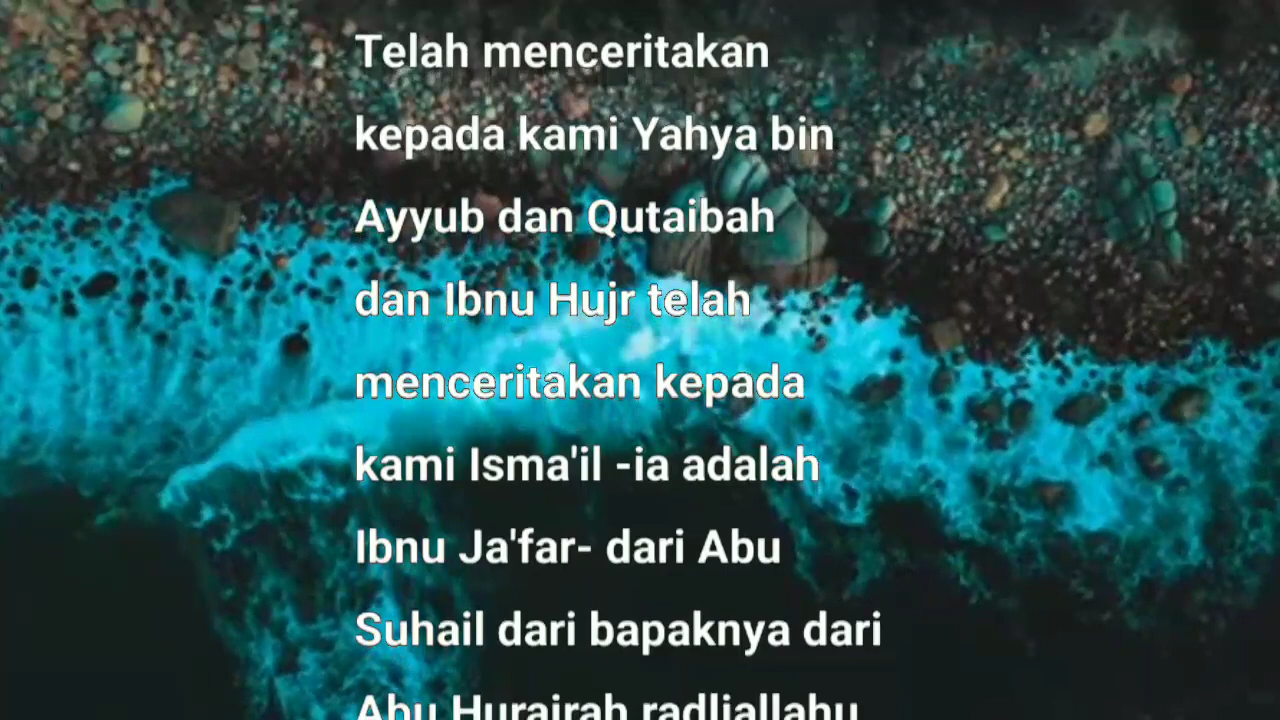 Telah menceritakan
kepada kami Yahya bin
Ayyub dan Qutaibah
dan Ibnu Hujr telah
menceritakan kepada
kami Isma'il -ia adalah
Ibnu Ja'far- dari Abu
Suhail dari bapaknya dari
Abu Hurairah radliallahu